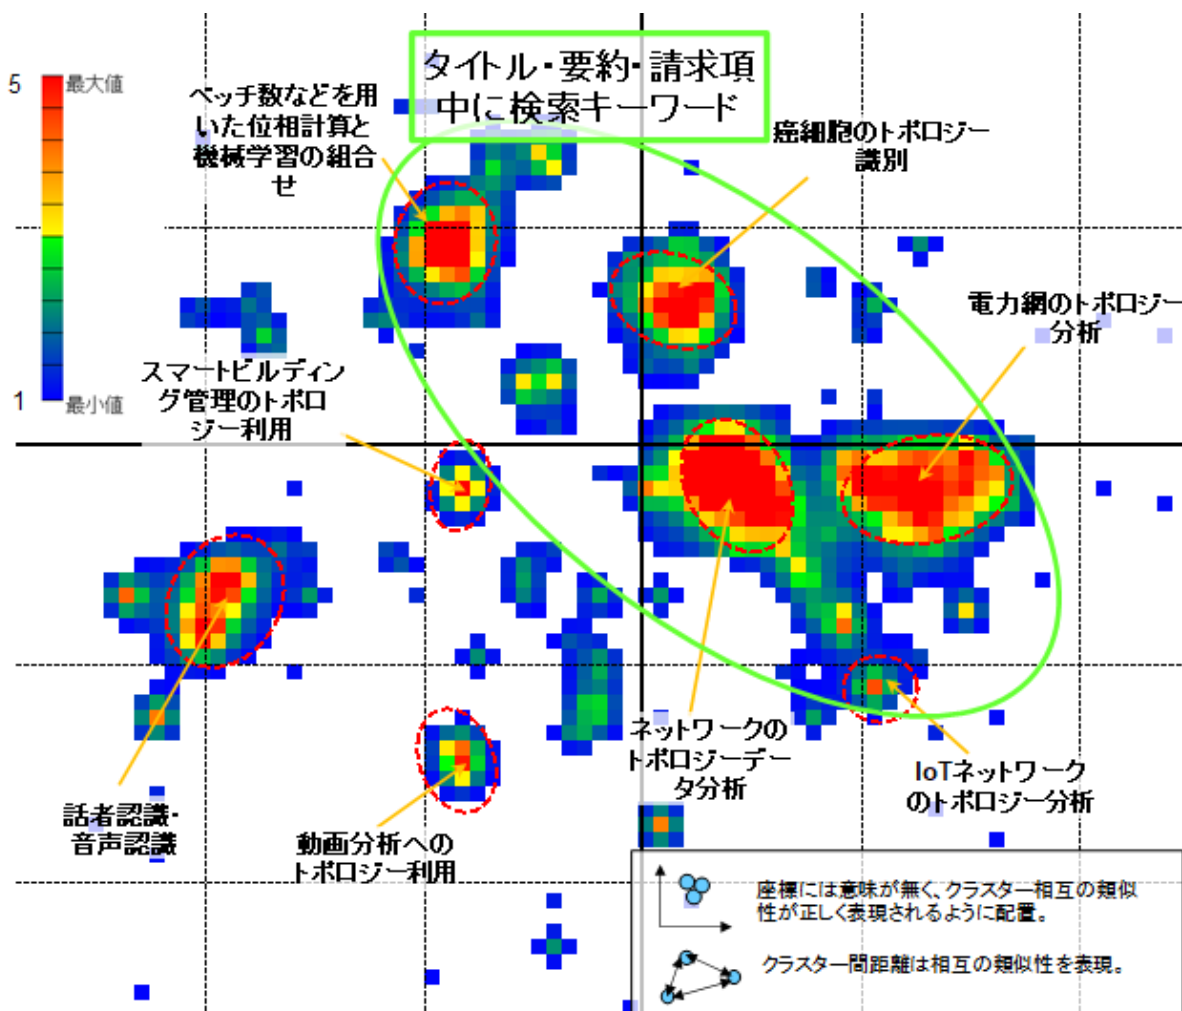 タイトル・要約・請求項
中に検索キーワード
5
最大値
1
最小値
ベッチ数などを用
いた位相計算と
機械学習の組合
せ
癌細胞のトポロジー
識別
電力網のトポロジー
分析
スマートビルディン
グ管理のトポロ
ジー利用
話者認識・
音声認識
動画分析への
トポロジー利用
ネットワークの
トポロジーデー
タ分析
IoTネットワーク
のトポロジー分析
座標には意味が無く、クラスター相互の類似
性が正しく表現されるように配置。
クラスター間距離は相互の類似性を表現。